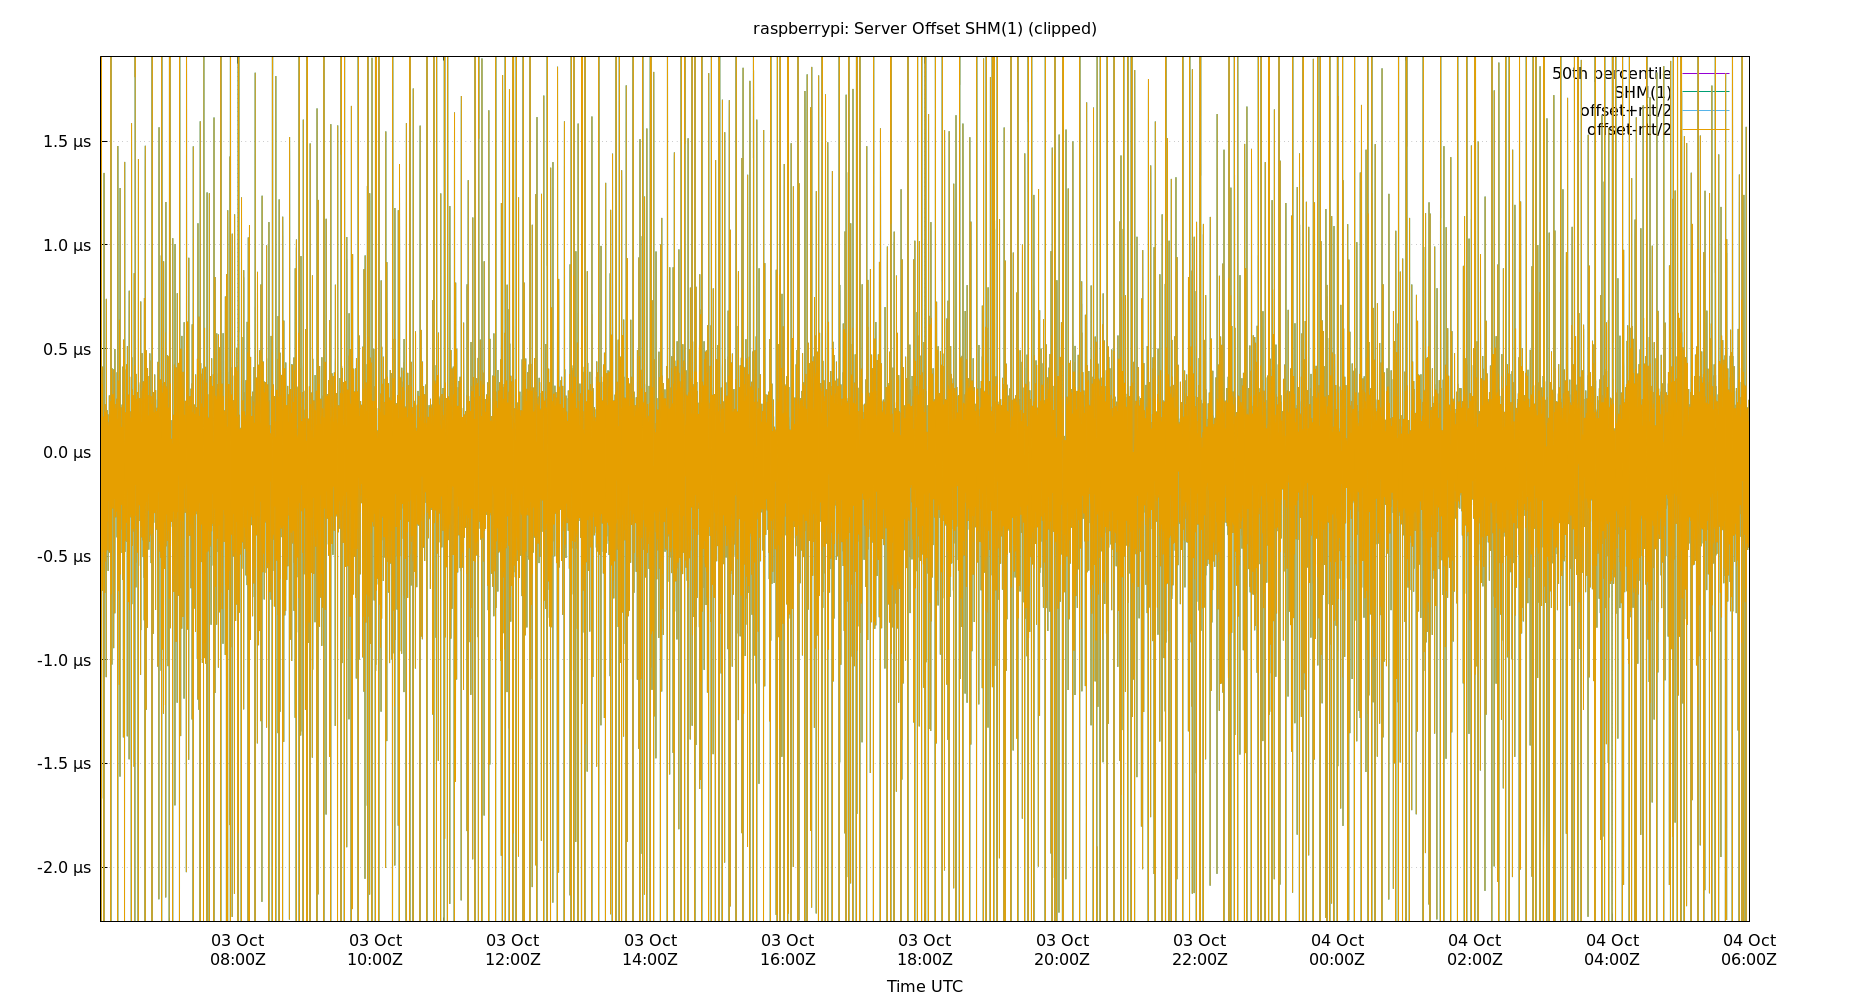 raspberrypi: Server Offset SHM(1) (clipped)
50th percentile
SHM(1)
offset+rtt/2
offset-rtt/2
1.5 µs
1.0 µs
0.5 µs
0.0 µs
-0.5 µs
-1.0 µs
-1.5 µs
-2.0 µs
03 Oct 03 Oct 03 Oct 03 Oct 03 Oct 03 Oct 03 Oct 03 Oct 04 Oct 04 Oct 04 Oct 04 Oct
08:00Z 10:00Z 12:00Z 14:00Z 16:00Z 18:00Z 20:00Z 22:00Z 00:00Z 02:00Z 04:00Z 06:00Z
Time UTC